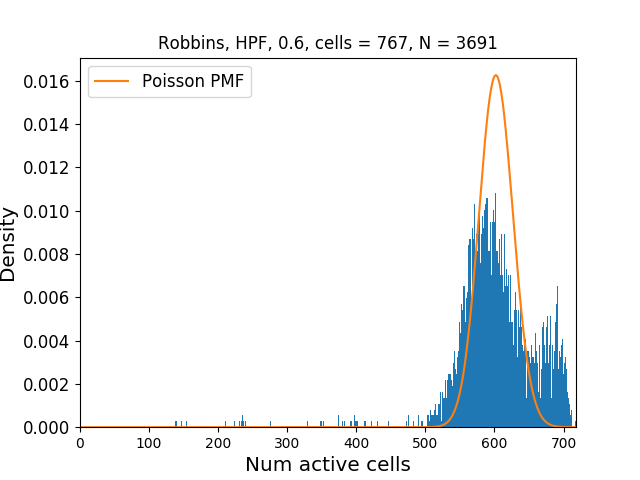 Robbins, HPF, 0.6, cells = 767, N = 3691
Poisson PMF
0.016
0.014
0.012
0.010
0.008
0.006
0.004
0.002
0.000
Density
0 100 200 300 400 500 600 700
Num active cells